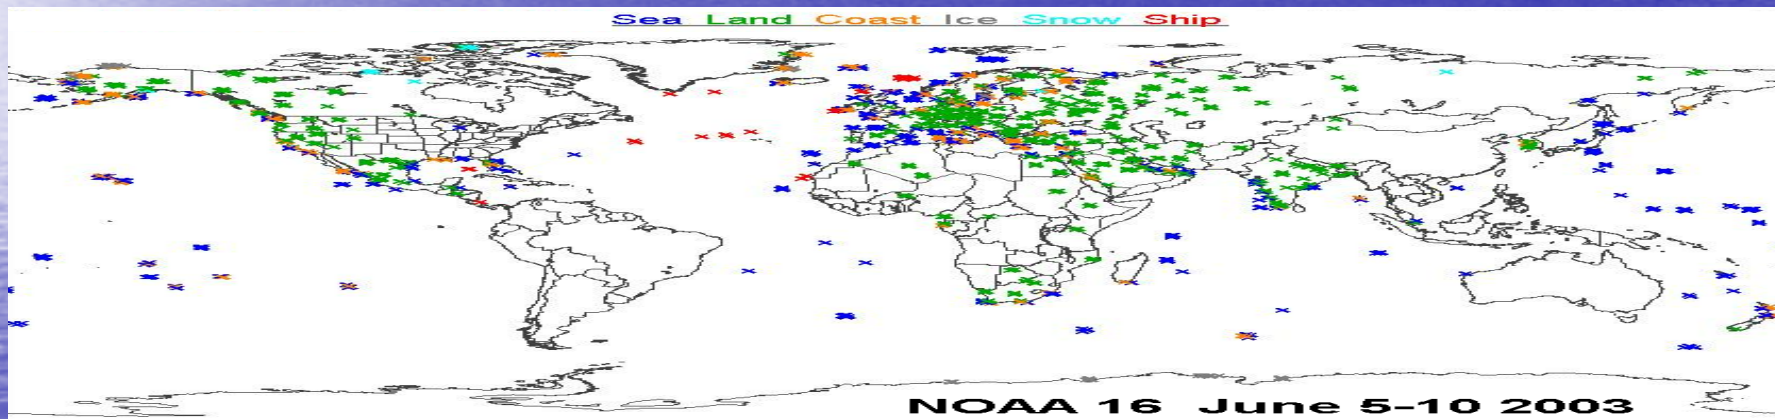 Sea Land Coast Ice Snow Ship
NOAA 16 June 5-10 2003